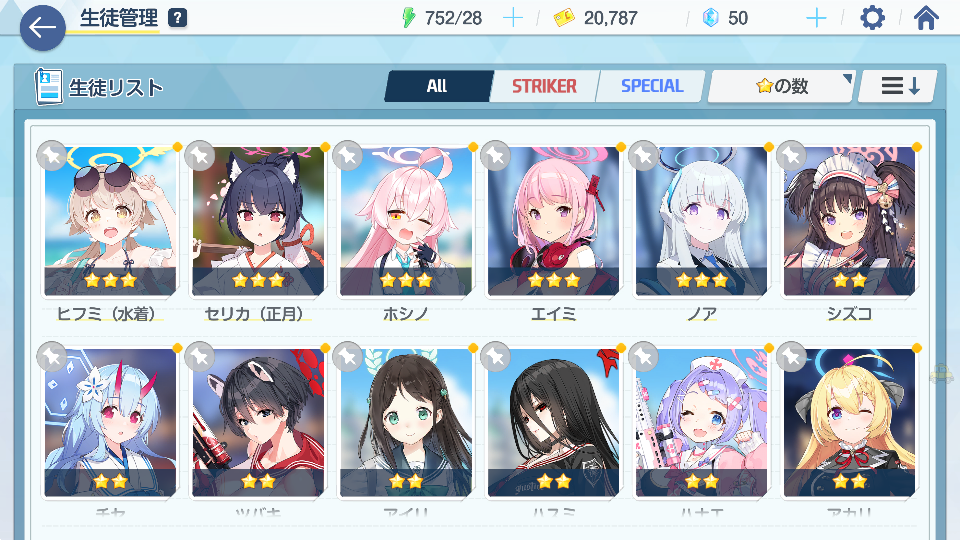 生徒管理 ?
752/28
20,787
50
生徒リスト
All
STRIKER
SPECIAL
の数
ヒフミ（水着）
セリカ（正月）
ホシノ
エイミ
ノア
シズコ
チセ
ツバキ
アイリ
ハスミ
ハナエ
アカリ